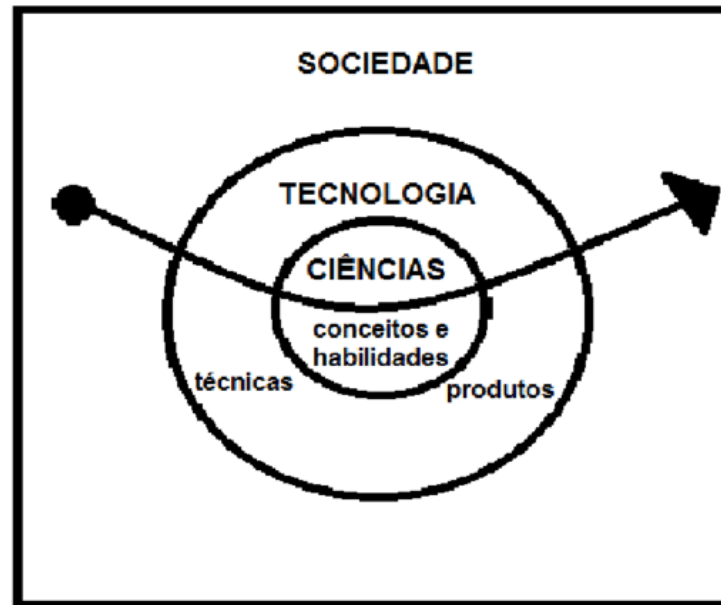 SOCIEDADE
TECNOLOGIA
CIÊNCIAS
conceitos e
habilidades
técnicas
produtos